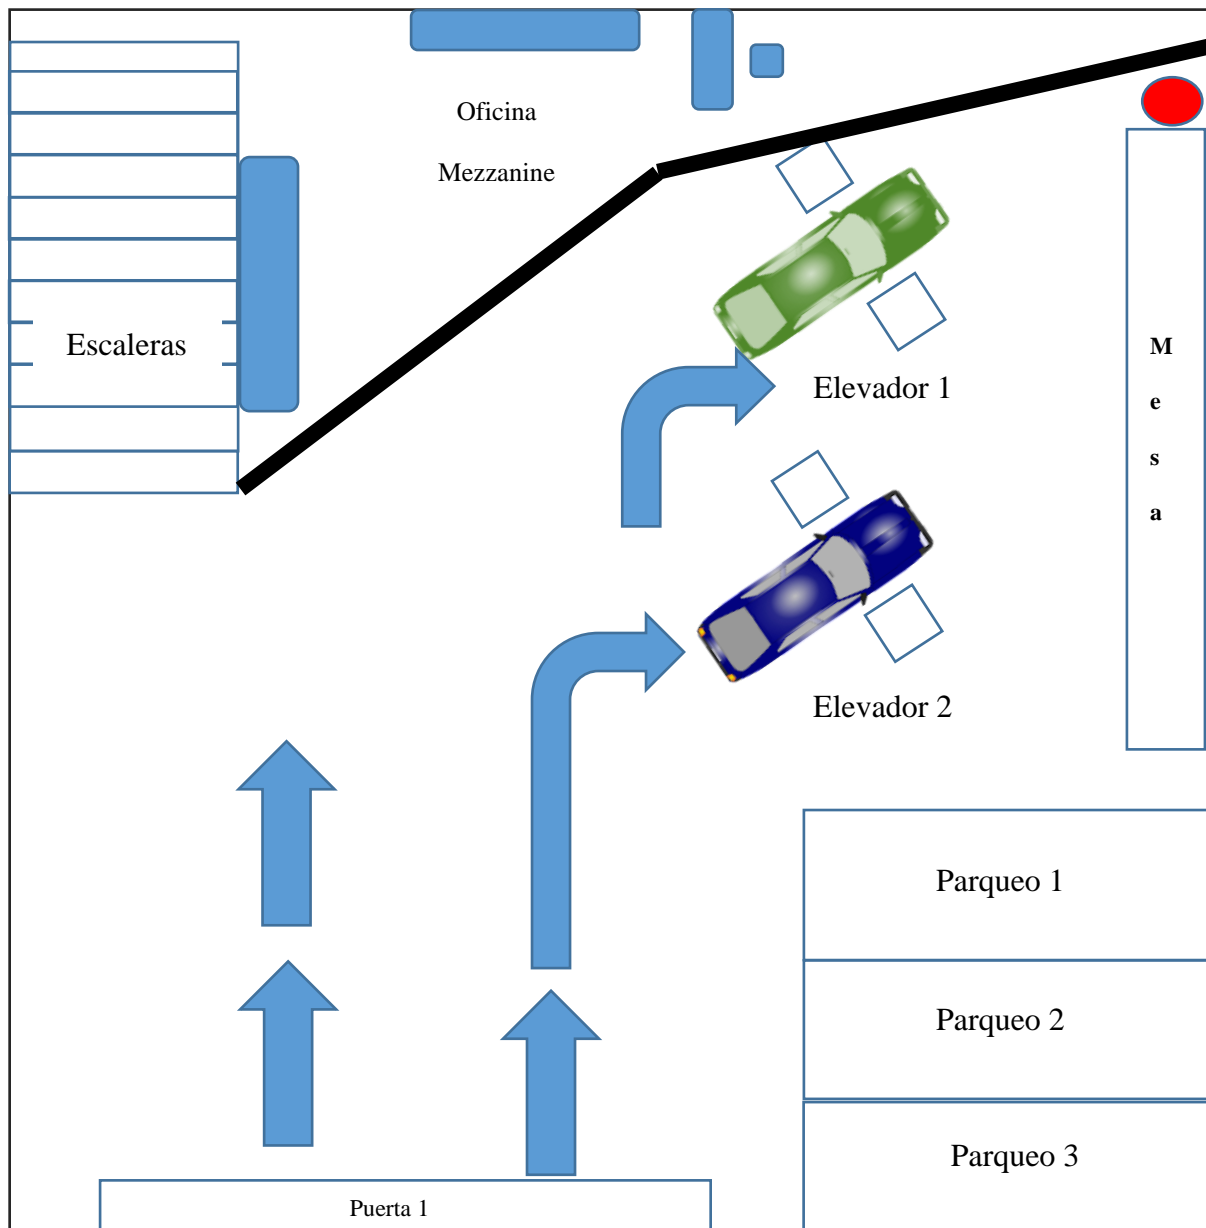 Oficina
Mezzanine
Escaleras
Elevador 1
M
e
s
a
Elevador 2
Parqueo 1
Parqueo 2
Parqueo 3
Puerta 1